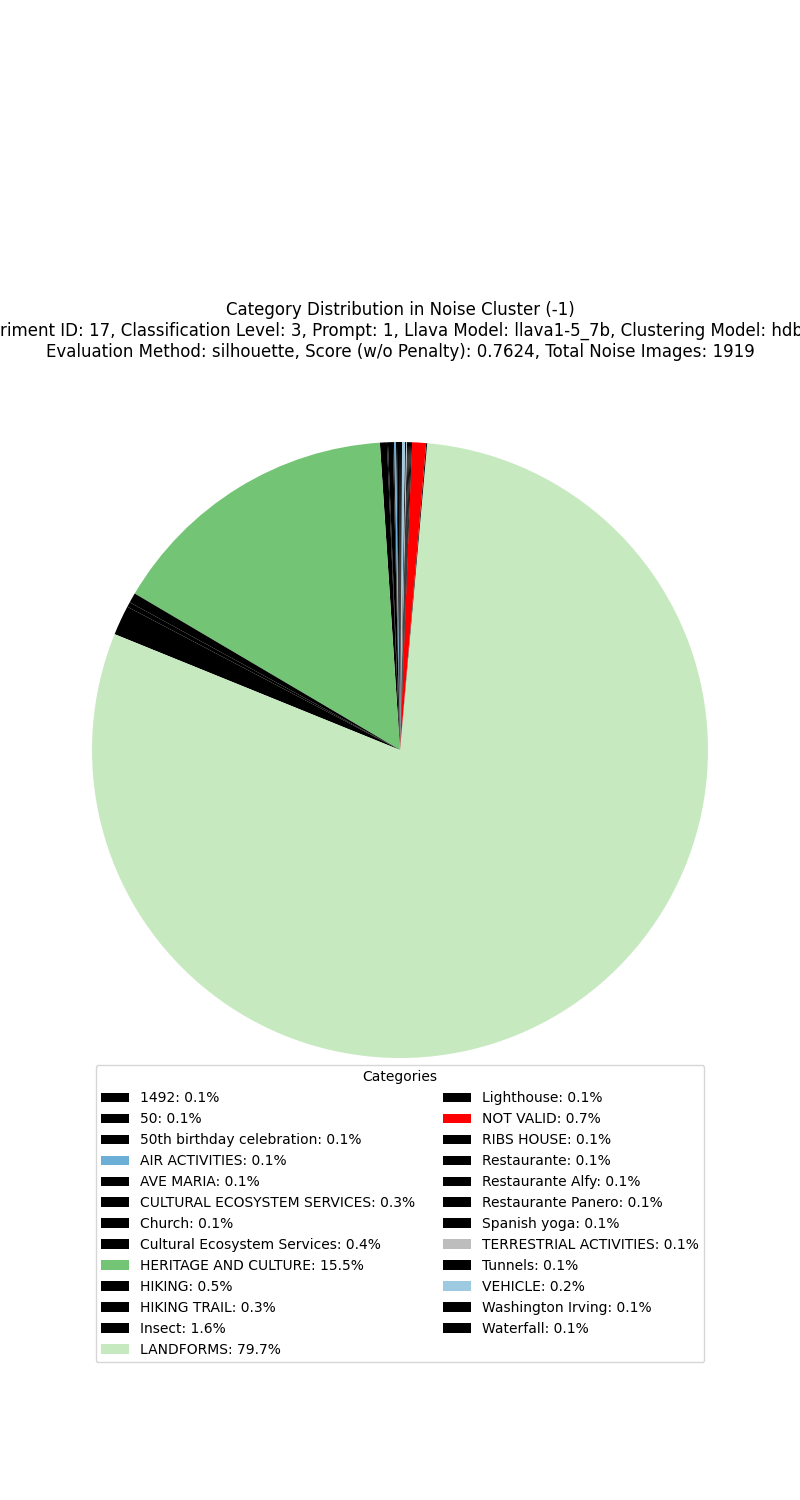 Category Distribution in Noise Cluster (-1)
riment ID: 17, Classification Level: 3, Prompt: 1, Llava Model: llava1-5_7b, Clustering Model: hdb
Evaluation Method: silhouette, Score (w/o Penalty): 0.7624, Total Noise Images: 1919
Categories
1492: 0.1%
50: 0.1%
50th birthday celebration: 0.1%
AIR ACTIVITIES: 0.1%
AVE MARIA: 0.1%
CULTURAL ECOSYSTEM SERVICES: 0.3%
Church: 0.1%
Cultural Ecosystem Services: 0.4%
HERITAGE AND CULTURE: 15.5%
HIKING: 0.5%
HIKING TRAIL: 0.3%
Insect: 1.6%
LANDFORMS: 79.7%
Lighthouse: 0.1%
NOT VALID: 0.7%
RIBS HOUSE: 0.1%
Restaurante: 0.1%
Restaurante Alfy: 0.1%
Restaurante Panero: 0.1%
Spanish yoga: 0.1%
TERRESTRIAL ACTIVITIES: 0.1%
Tunnels: 0.1%
VEHICLE: 0.2%
Washington Irving: 0.1%
Waterfall: 0.1%